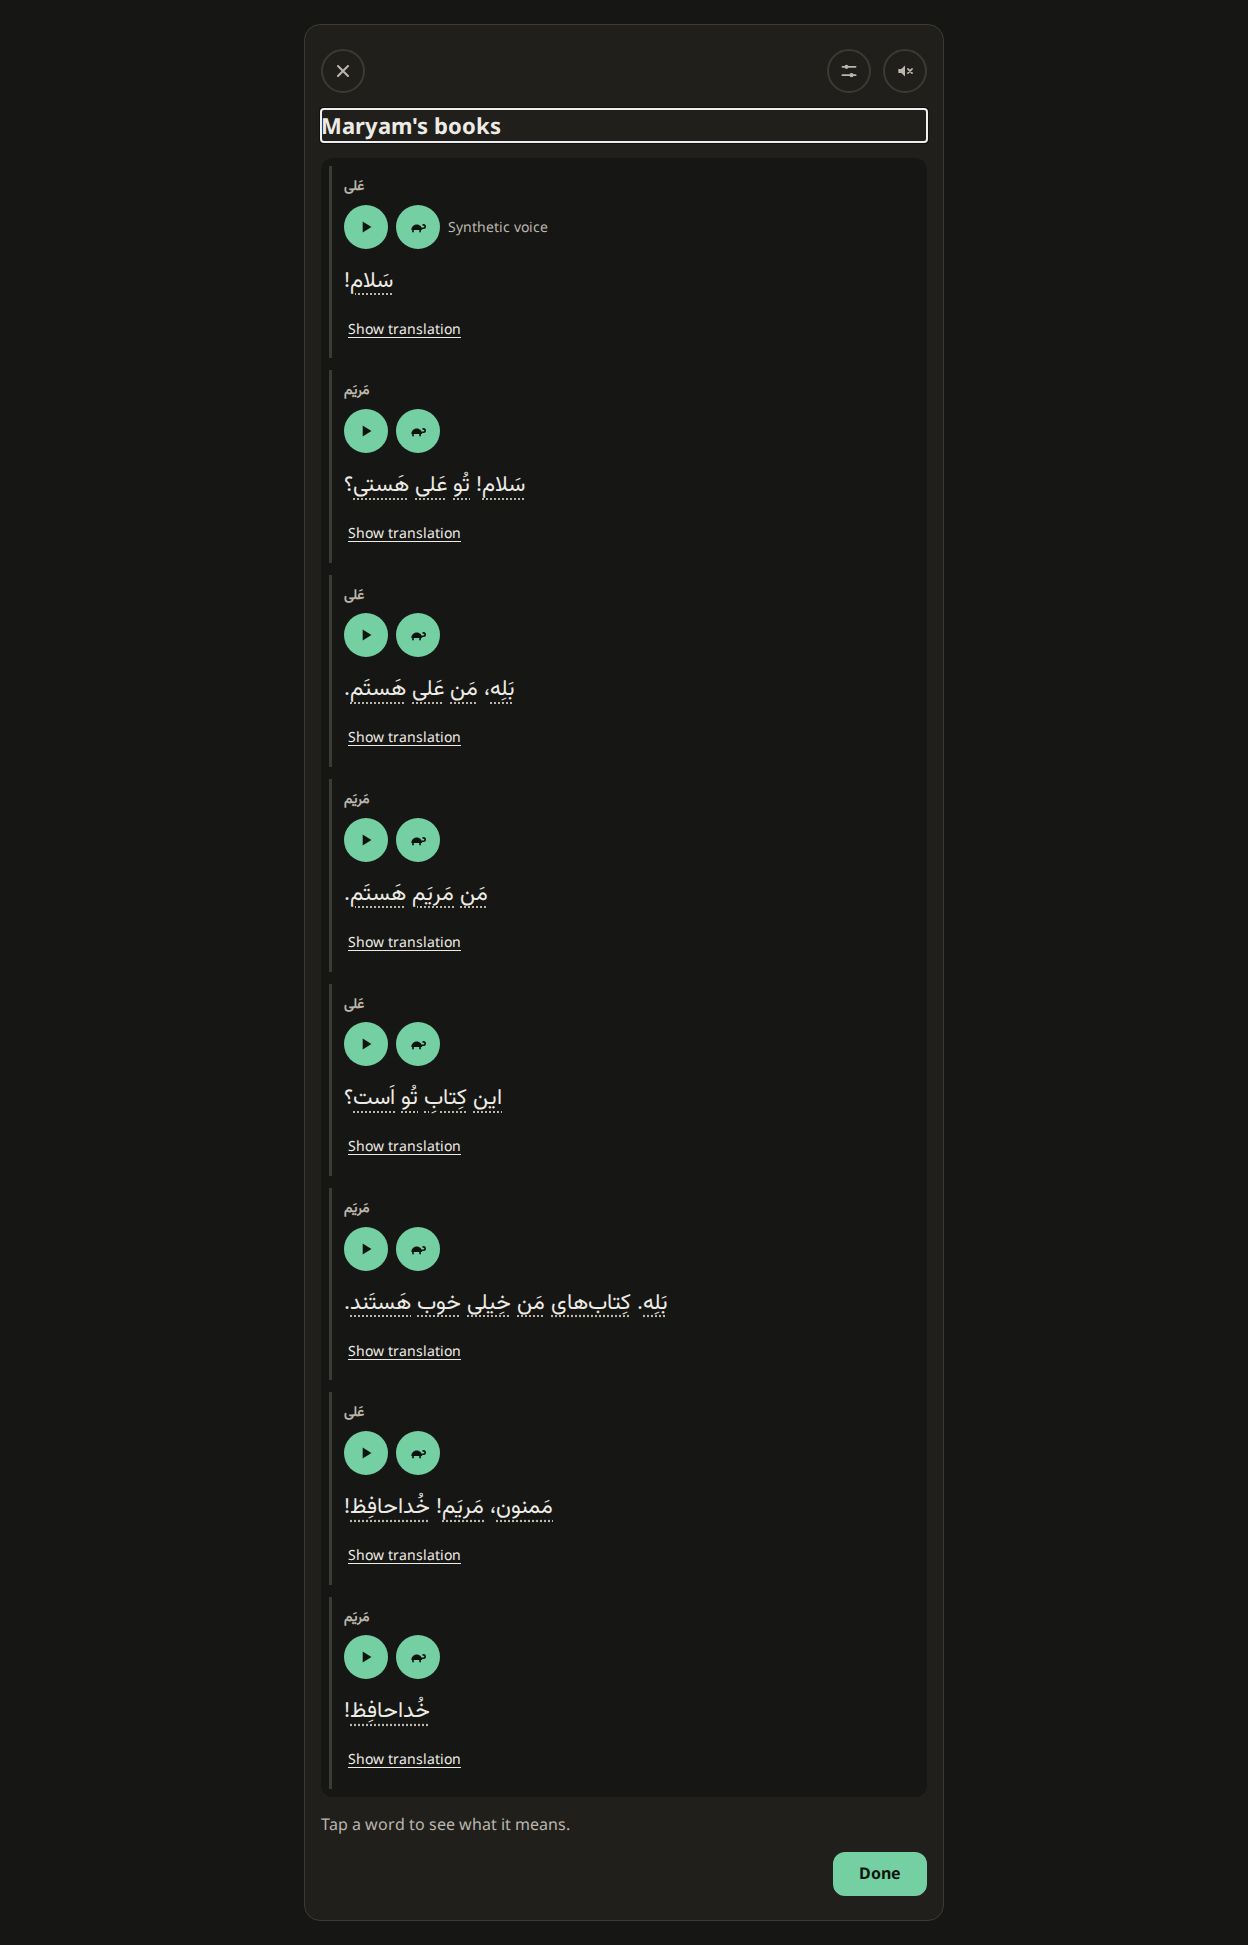 Maryam's books
عَلی
Synthetic voice
سَلام!
Show translation
مَریَم
سَلام! تُو عَلی هَستی؟
Show translation
عَلی
بَلِه، مَن عَلی هَستَم.
Show translation
مَریَم
مَن مَریَم هَستَم.
Show translation
عَلی
این کِتابِ تُو اَست؟
Show translation
مَریَم
بَلِه. کِتاب‌های مَن خِیلی خوب هَستَند.
Show translation
عَلی
مَمنون، مَریَم! خُداحافِظ!
Show translation
مَریَم
خُداحافِظ!
Show translation
Tap a word to see what it means.
Done